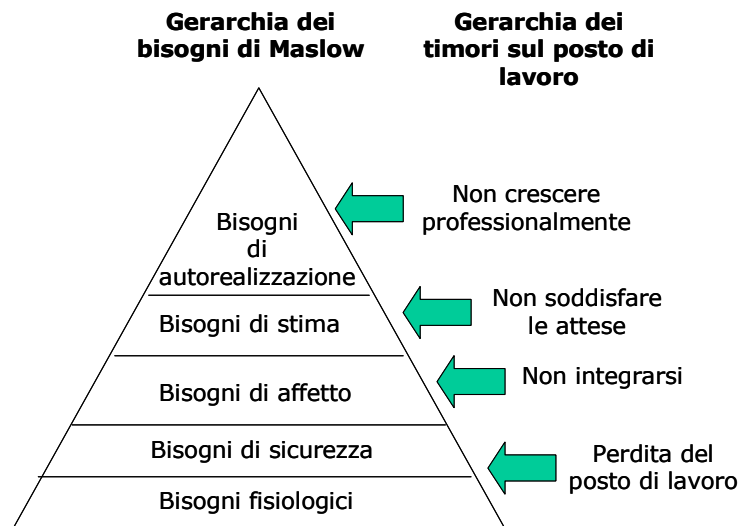 Gerarchia dei
bisogni di Maslow
Gerarchia dei
timori sul posto di
lavoro
Non crescere
professionalmente
Bisogni
di
autorealizzazione
Non soddisfare
le attese
Bisogni di stima
Non integrarsi
Bisogni di affetto
Bisogni di sicurezza
Perdita del
posto di lavoro
Bisogni fisiologici